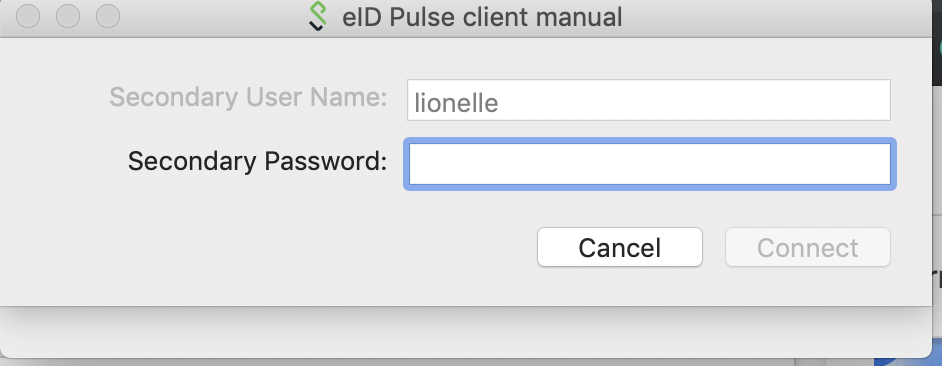 eID Pulse client manual
Secondary User Name: lionelle
Secondary Password:
Cancel Connect